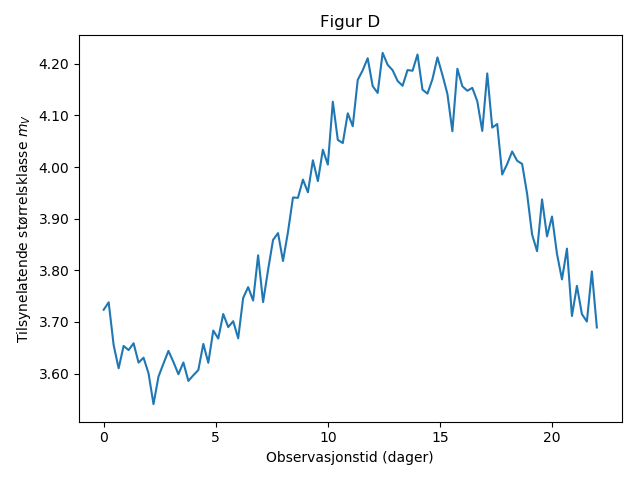 Figur D
Tilsynelatende størrelsklasse $m_V$
4.20
4.10
4.00
3.90
3.80
3.70
3.60
0 5 10 15 20
Observasjonstid (dager)